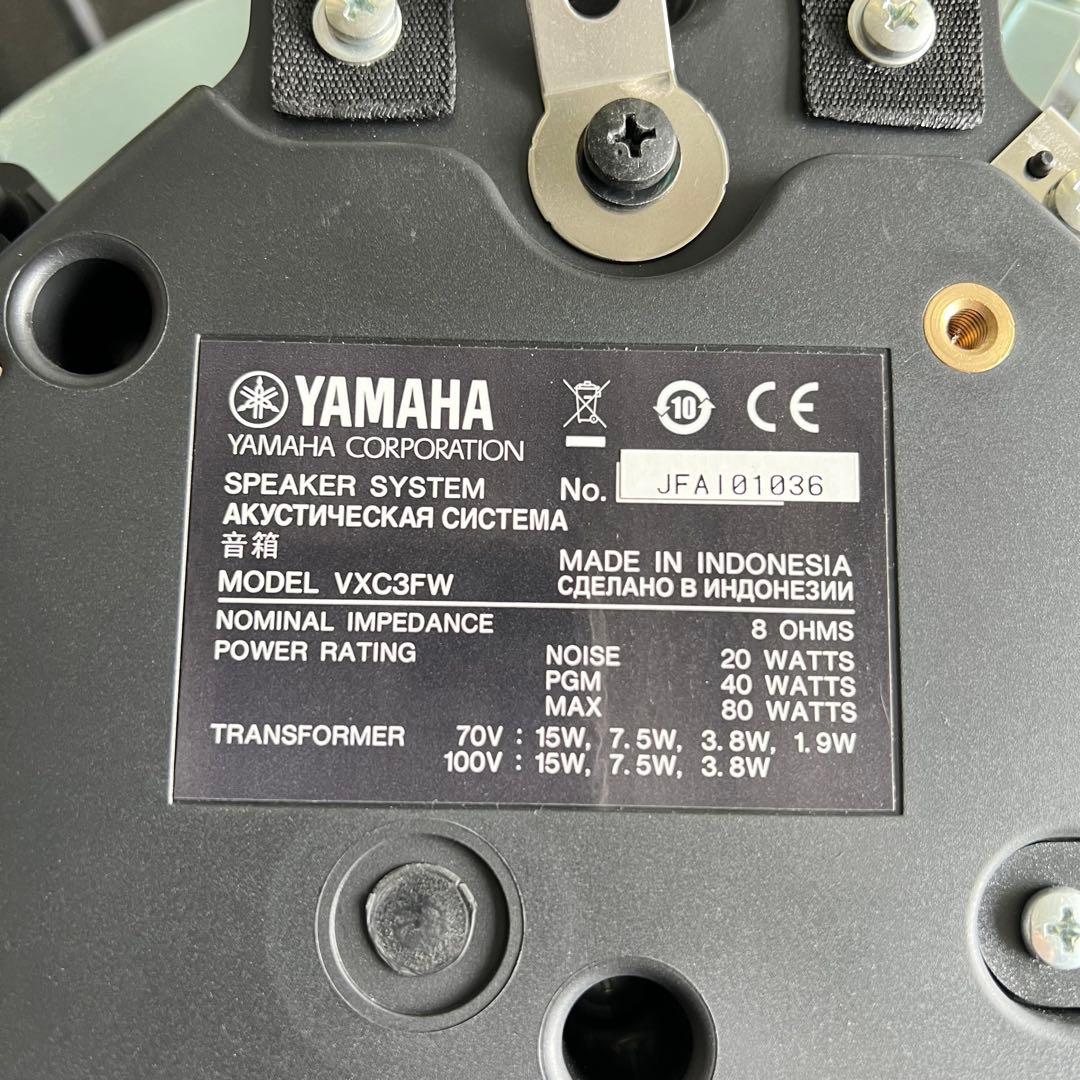 YAMAHA
YAMAHA CORPORATION
10
CE
SPEAKER SYSTEM
No. JFAI01036
АКУСТИЧЕСКАЯ СИСТЕМА
音箱
MADE IN INDONESIA
MODEL VXC3FW
СДЕЛАНО В ИНДОНЕЗИИ
NOMINAL IMPEDANCE 8 OHMS
POWER RATING NOISE 20 WATTS
PGM 40 WATTS
MAX 80 WATTS
TRANSFORMER 70V : 15W, 7.5W, 3.8W, 1.9W
100V : 15W, 7.5W, 3.8W